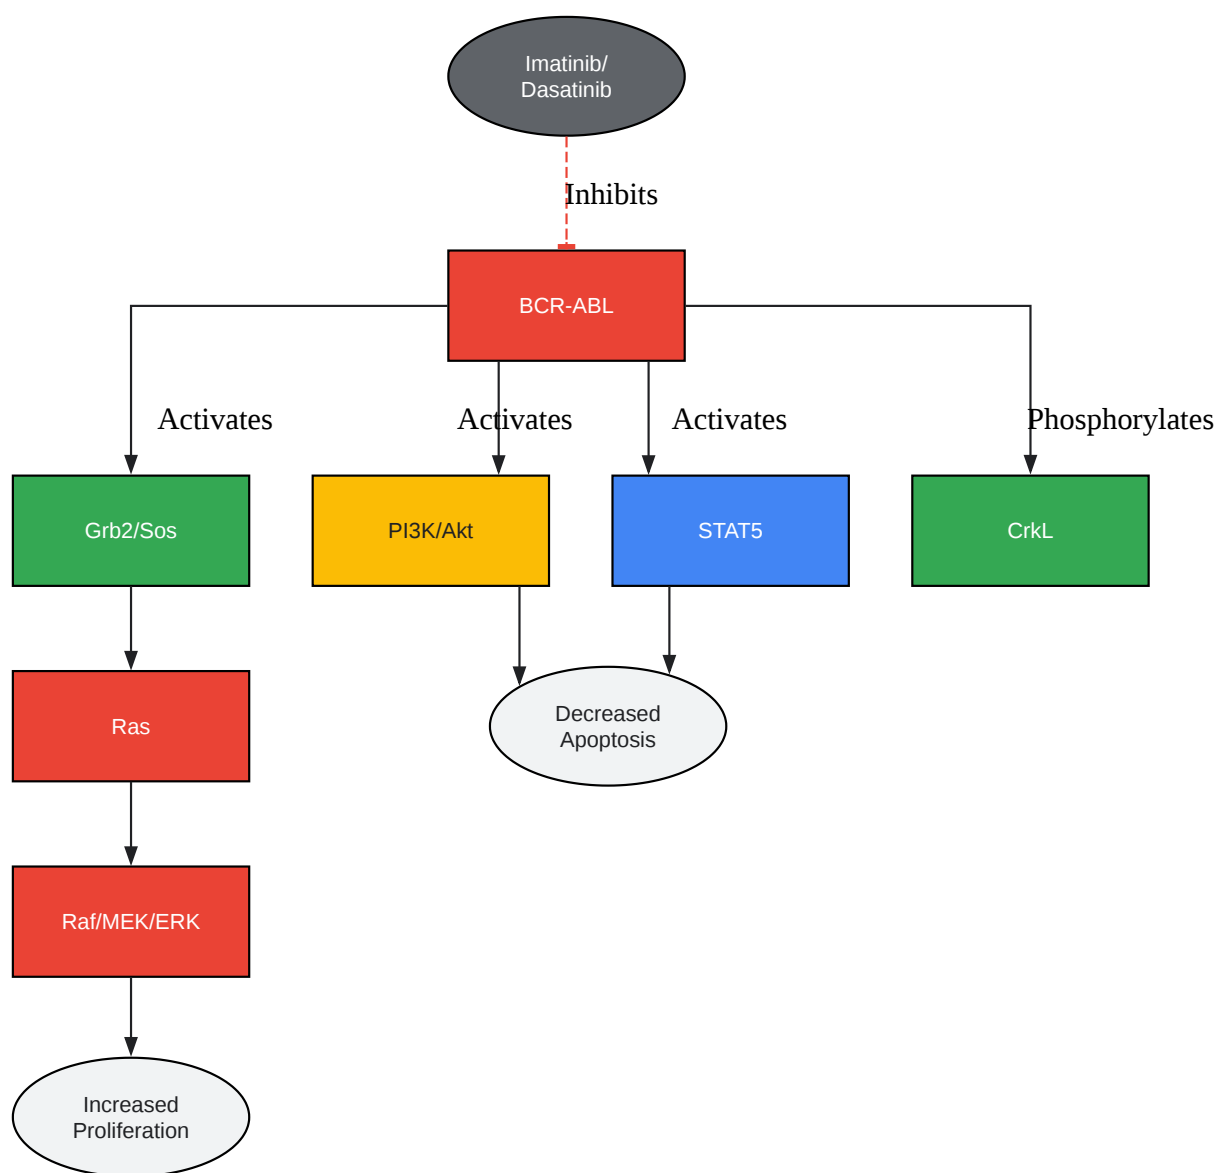 Imatinib/
Dasatinib
Inhibits
BCR-ABL
Activates
Activates
Activates
Phosphorylates
Grb2/Sos
PI3K/Akt
STAT5
CrkL
Ras
Decreased
Apoptosis
Raf/MEK/ERK
Increased
Proliferation